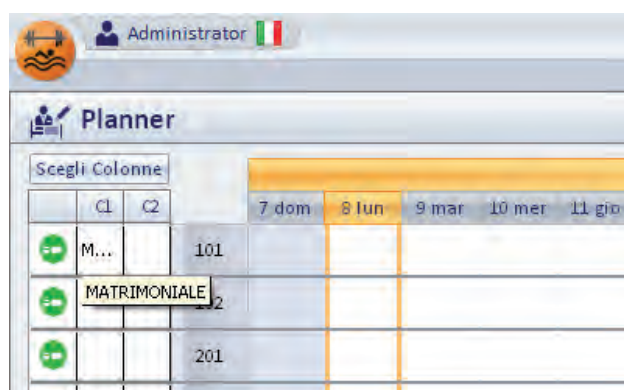 Administrator
Planner
Scegli Colonne
C1 C2 7 dom 8 lun 9 mar 10 mer 11 gio
M... 101
MATRIMONIALE
201